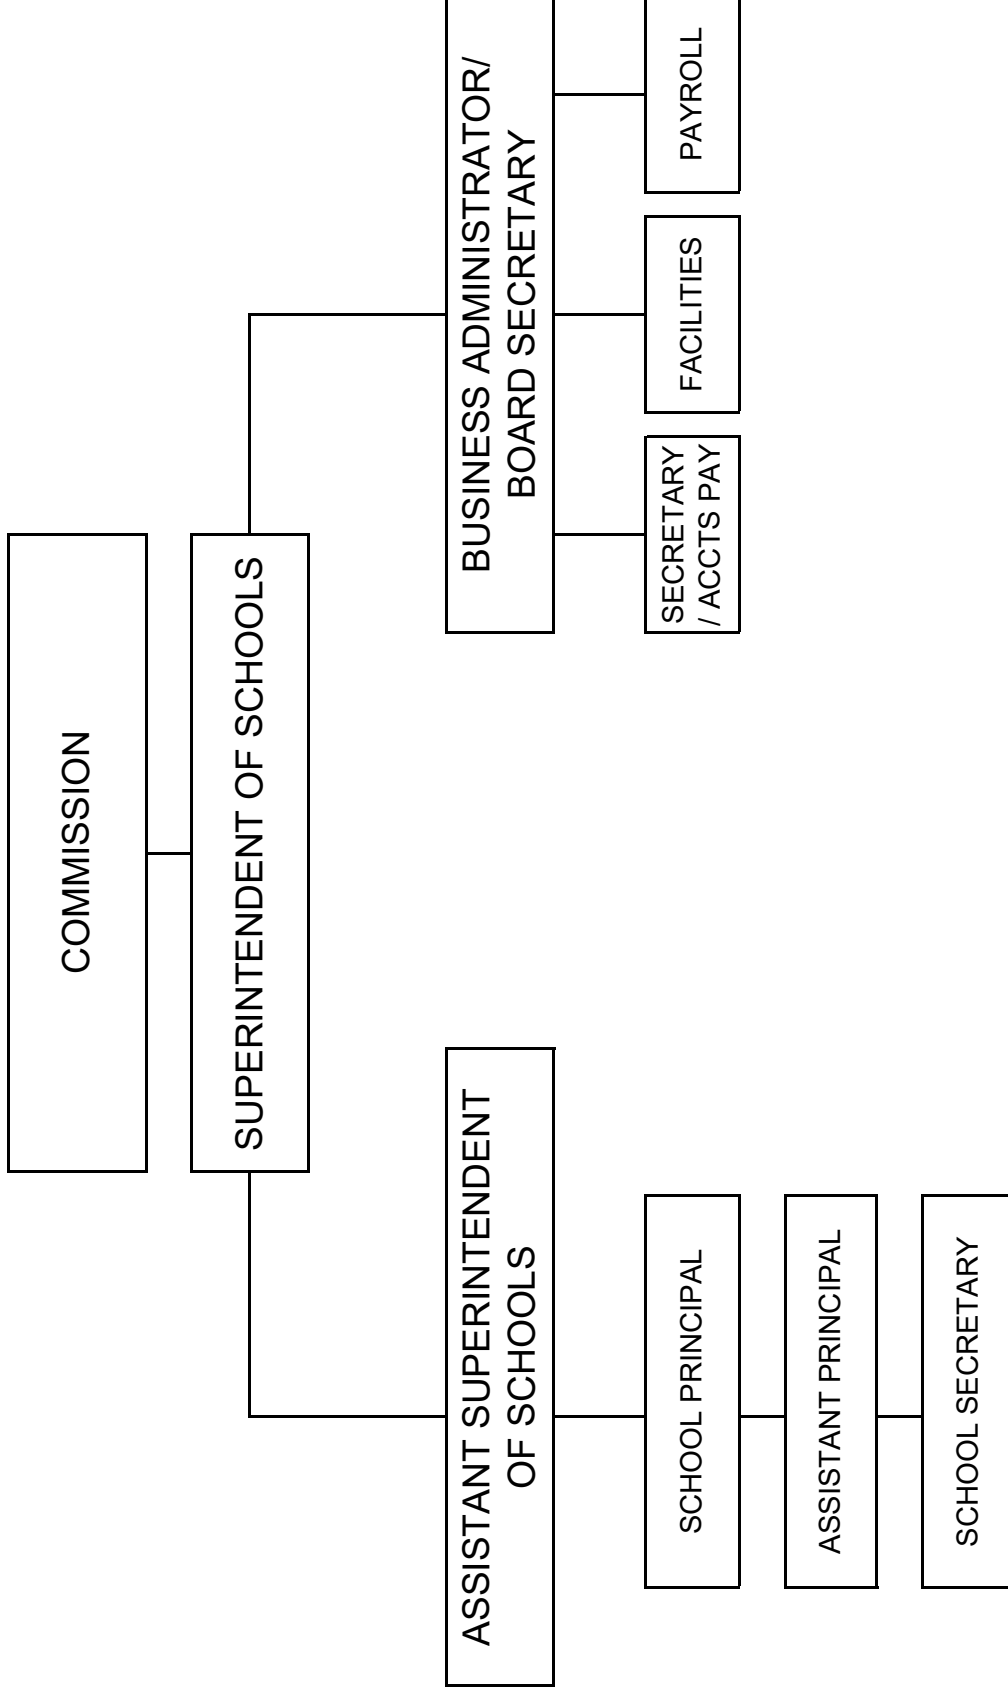 COMMISSION
SUPERINTENDENT OF SCHOOLS
ASSISTANT SUPERINTENDENT
OF SCHOOLS
BUSINESS ADMINISTRATOR/
BOARD SECRETARY
SCHOOL PRINCIPAL
SECRETARY
/ ACCTS PAY
FACILITIES
PAYROLL
ASSISTANT PRINCIPAL
SCHOOL SECRETARY